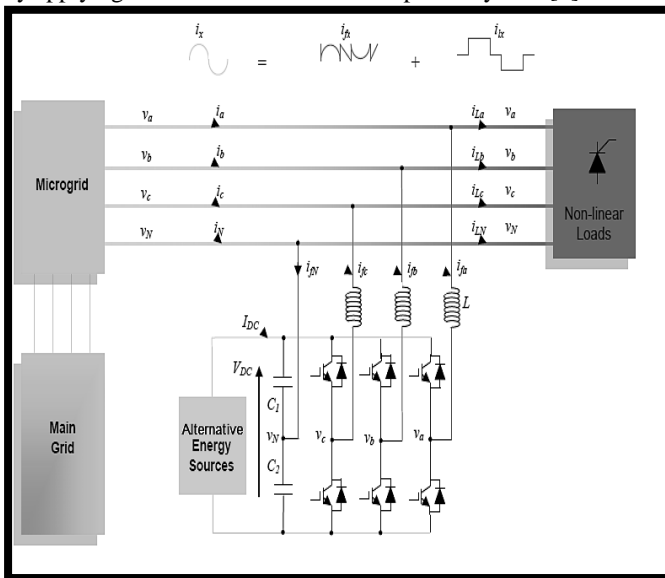 i_x i_fx i_lx
= +
v_a i_a i_La v_a
v_b i_b i_Lb v_b
Microgrid
v_c i_c i_Lc v_c
Non-linear
Loads
v_N i_N i_LN v_N
i_fN i_fc i_fb i_fa
L
I_DC
V_DC
C_1
Main
Grid
Alternative
Energy
Sources
v_N v_c v_b v_a
C_2